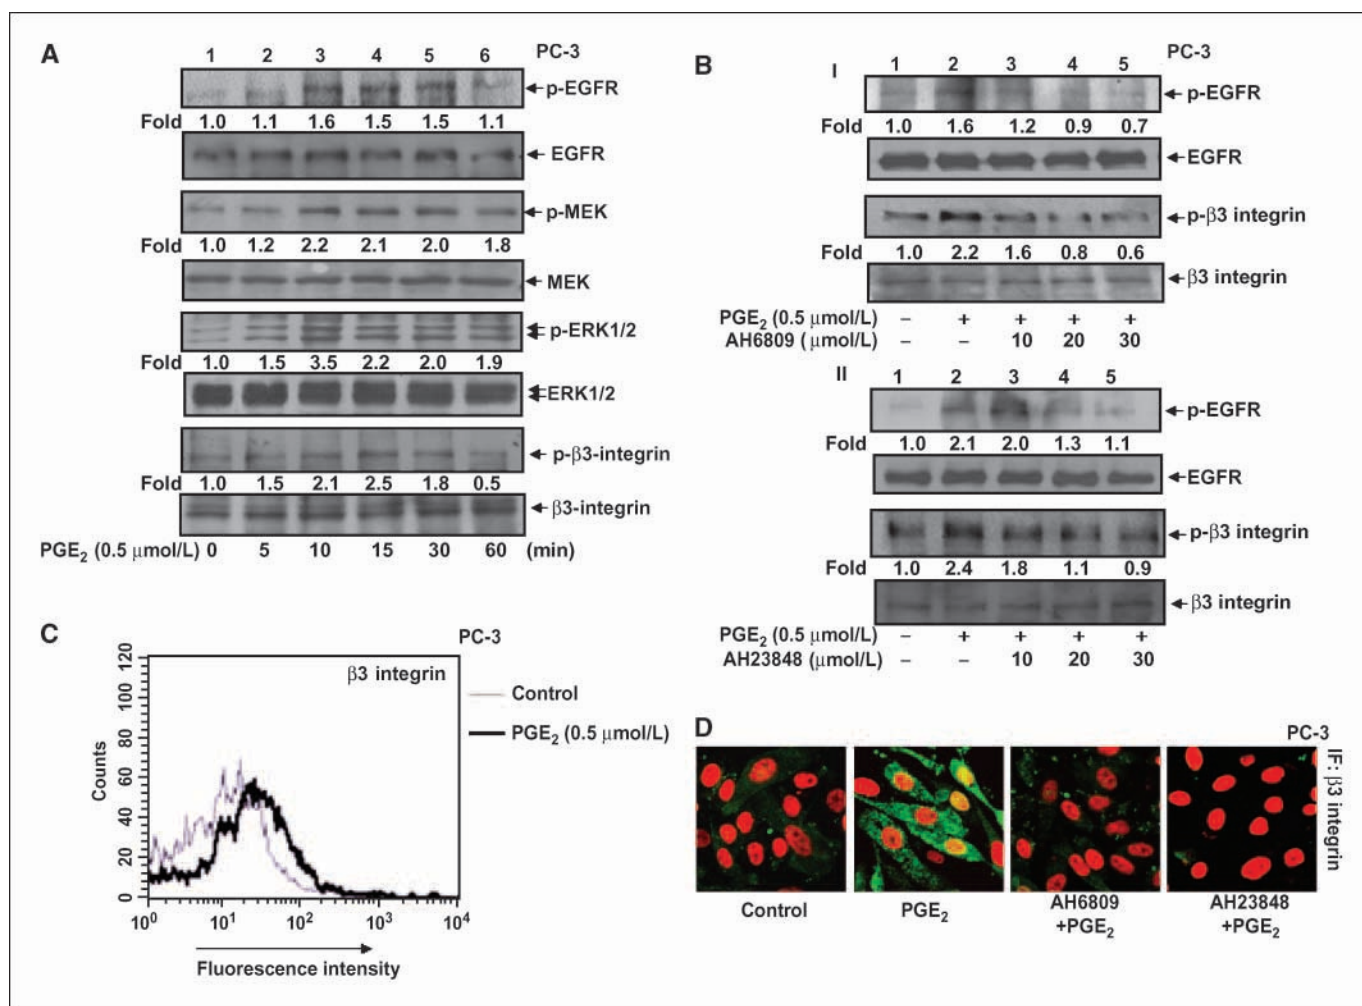 A
1 2 3 4 5 6 PC-3
p-EGFR
Fold 1.0 1.1 1.6 1.5 1.5 1.1
EGFR
p-MEK
Fold 1.0 1.2 2.2 2.1 2.0 1.8
MEK
p-ERK1/2
Fold 1.0 1.5 3.5 2.2 2.0 1.9
ERK1/2
p-β3-integrin
Fold 1.0 1.5 2.1 2.5 1.8 0.5
β3-integrin
PGE₂ (0.5 μmol/L) 0 5 10 15 30 60 (min)
B
PC-3
I
1 2 3 4 5
p-EGFR
Fold 1.0 1.6 1.2 0.9 0.7
EGFR
p-β3 integrin
Fold 1.0 2.2 1.6 0.8 0.6
β3 integrin
PGE₂ (0.5 μmol/L) – + + + +
AH6809 (μmol/L) – – 10 20 30
II
1 2 3 4 5
p-EGFR
Fold 1.0 2.1 2.0 1.3 1.1
EGFR
p-β3 integrin
Fold 1.0 2.4 1.8 1.1 0.9
β3 integrin
PGE₂ (0.5 μmol/L) – + + + +
AH23848 (μmol/L) – – 10 20 30
C
PC-3
β3 integrin
Control
PGE₂ (0.5 μmol/L)
Counts
120
100
80
60
40
20
0
10⁰ 10¹ 10² 10³ 10⁴
Fluorescence intensity
D
PC-3
IF: β3 integrin
Control
PGE₂
AH6809
+PGE₂
AH23848
+PGE₂